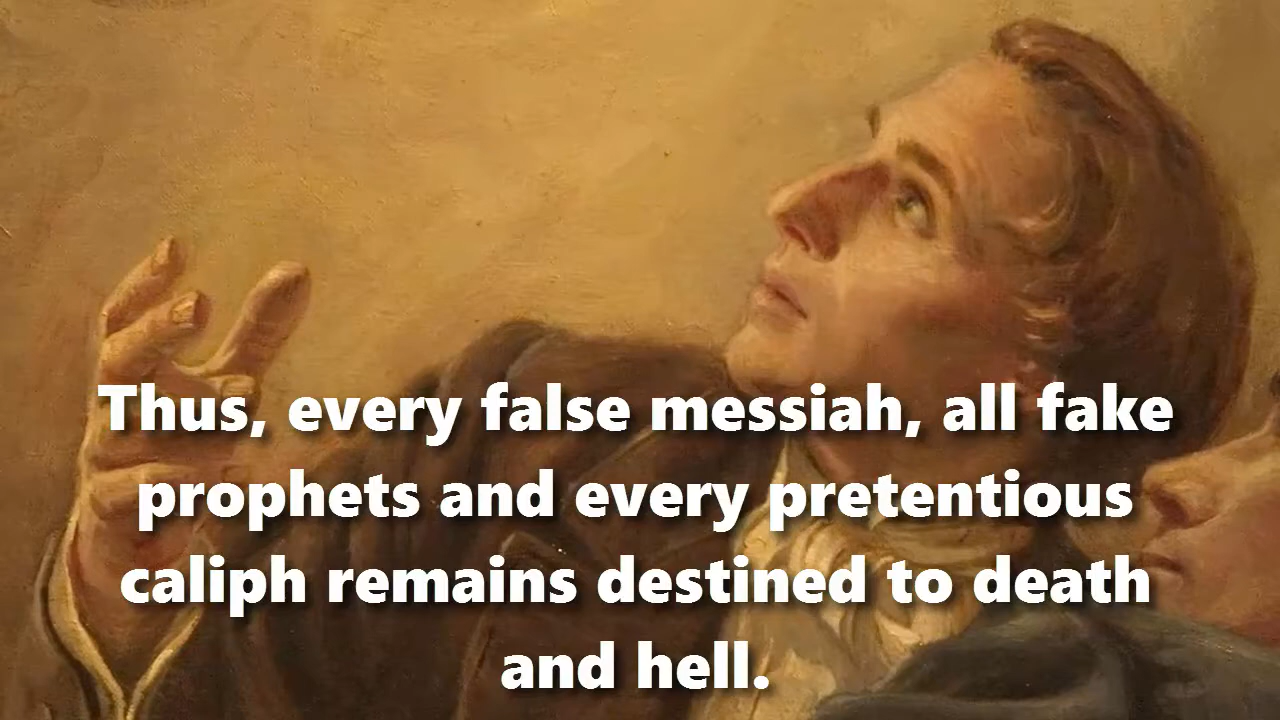 Thus, every false messiah, all fake
prophets and every pretentious
caliph remains destined to death
and hell.